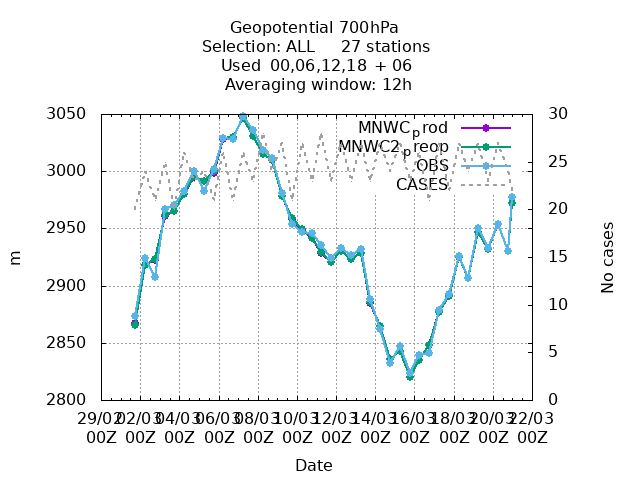 Geopotential 700hPa
Selection: ALL 27 stations
Used 00,06,12,18 + 06
Averaging window: 12h
3050
3000
2950
2900
2850
2800
m
30
25
20
15
10
5
0
No cases
MNWCprod
MNWC2preop
OBS
CASES
29/02 02/03 04/03 06/03 08/03 10/03 12/03 14/03 16/03 18/03 20/03 22/03
00Z 00Z 00Z 00Z 00Z 00Z 00Z 00Z 00Z 00Z 00Z 00Z
Date